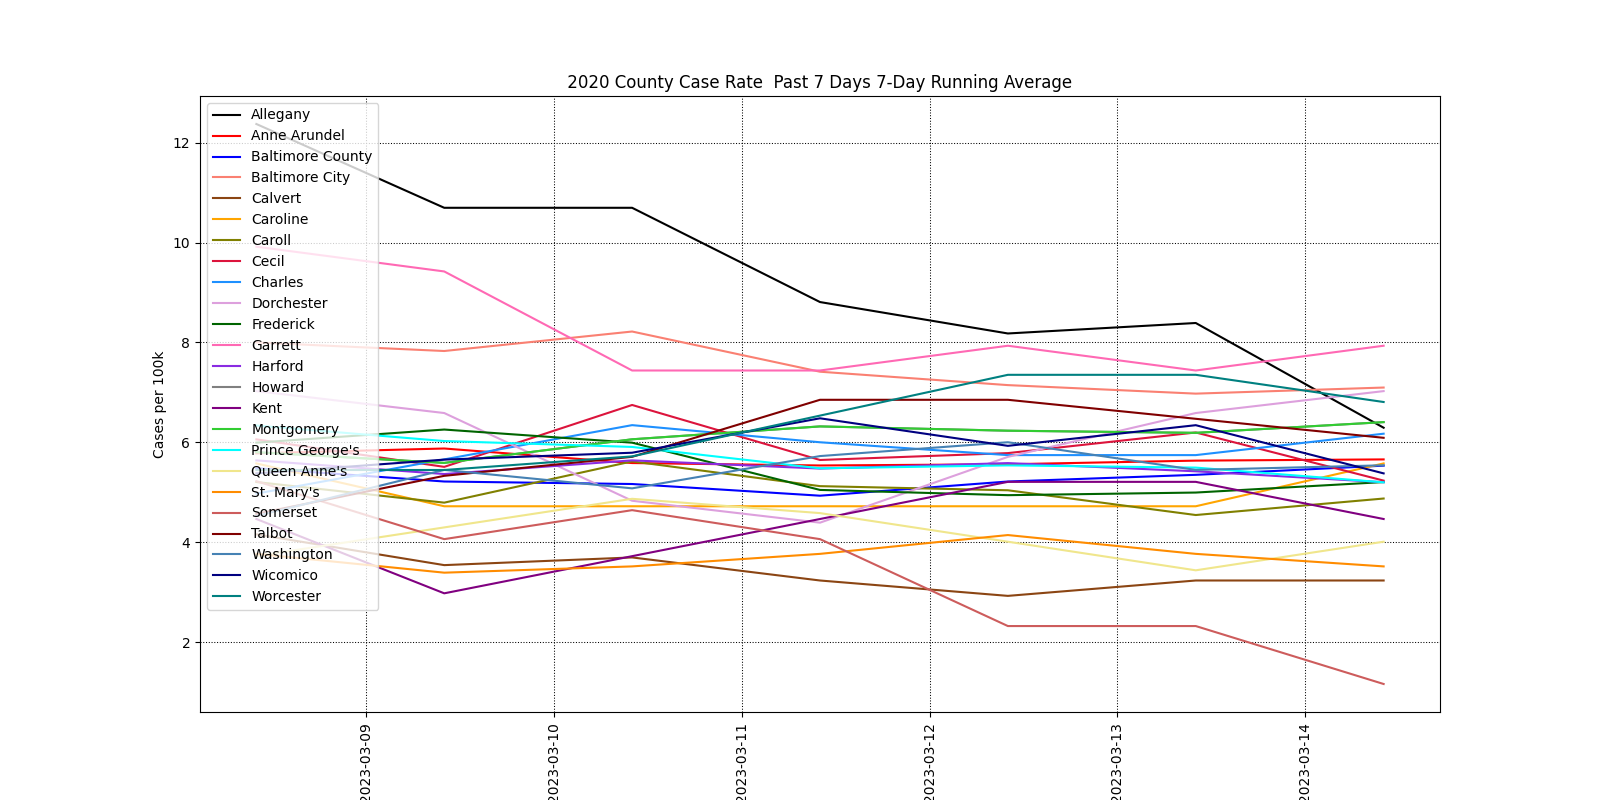 2020 County Case Rate  Past 7 Days 7-Day Running Average
Cases per 100k
12
10
8
6
4
2
Allegany
Anne Arundel
Baltimore County
Baltimore City
Calvert
Caroline
Caroll
Cecil
Charles
Dorchester
Frederick
Garrett
Harford
Howard
Kent
Montgomery
Prince George's
Queen Anne's
St. Mary's
Somerset
Talbot
Washington
Wicomico
Worcester
2023-03-09
2023-03-10
2023-03-11
2023-03-12
2023-03-13
2023-03-14